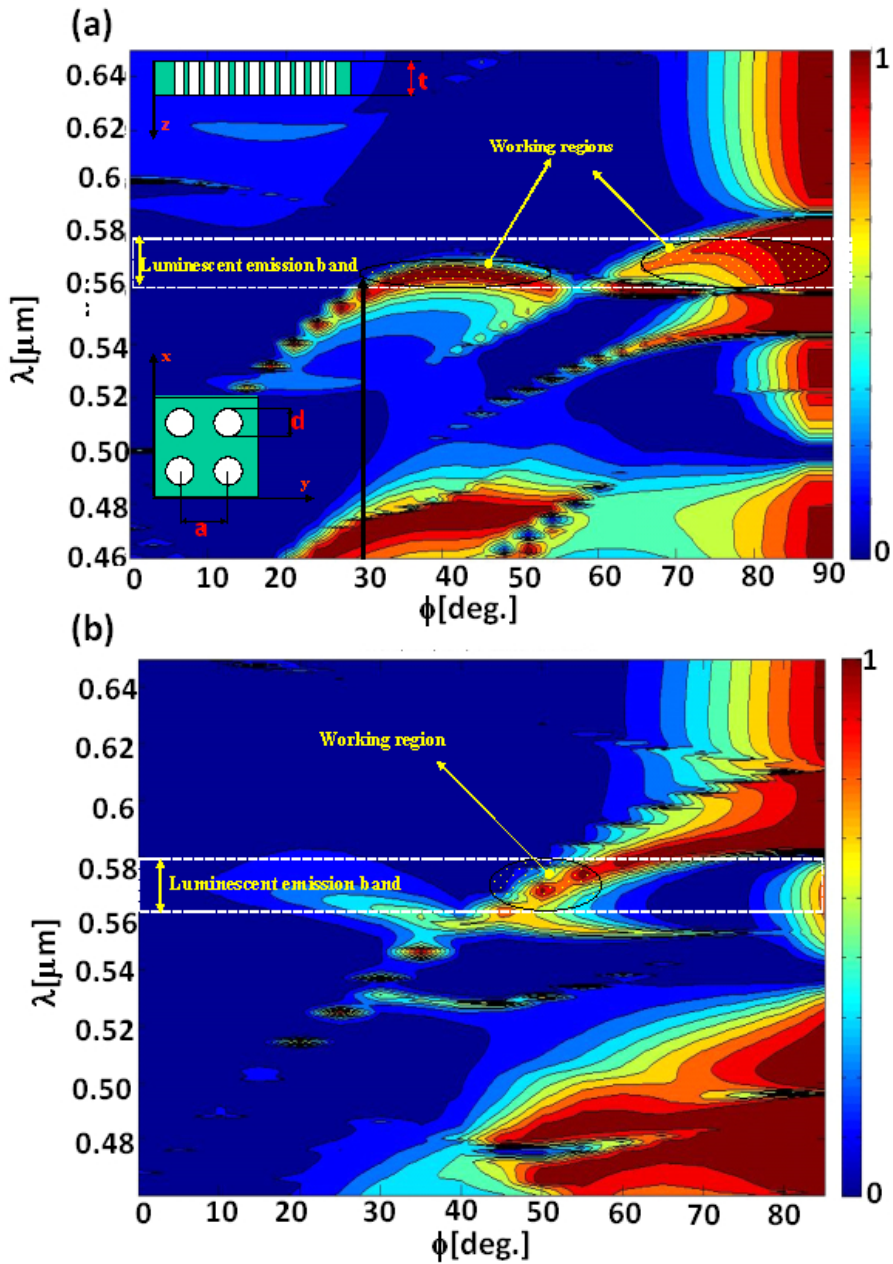 (a)
0.64
0.62
0.6
0.58
0.56
0.54
0.52
0.50
0.48
0.46
λ[μm]
t
z
Working regions
Luminescent emission band
x
d
y
a
1
0
0 10 20 30 40 50 60 70 80 90
ϕ[deg.]
(b)
0.64
0.62
0.6
0.58
0.56
0.54
0.52
0.50
0.48
λ[μm]
Working region
Luminescent emission band
1
0
0 10 20 30 40 50 60 70 80
ϕ[deg.]